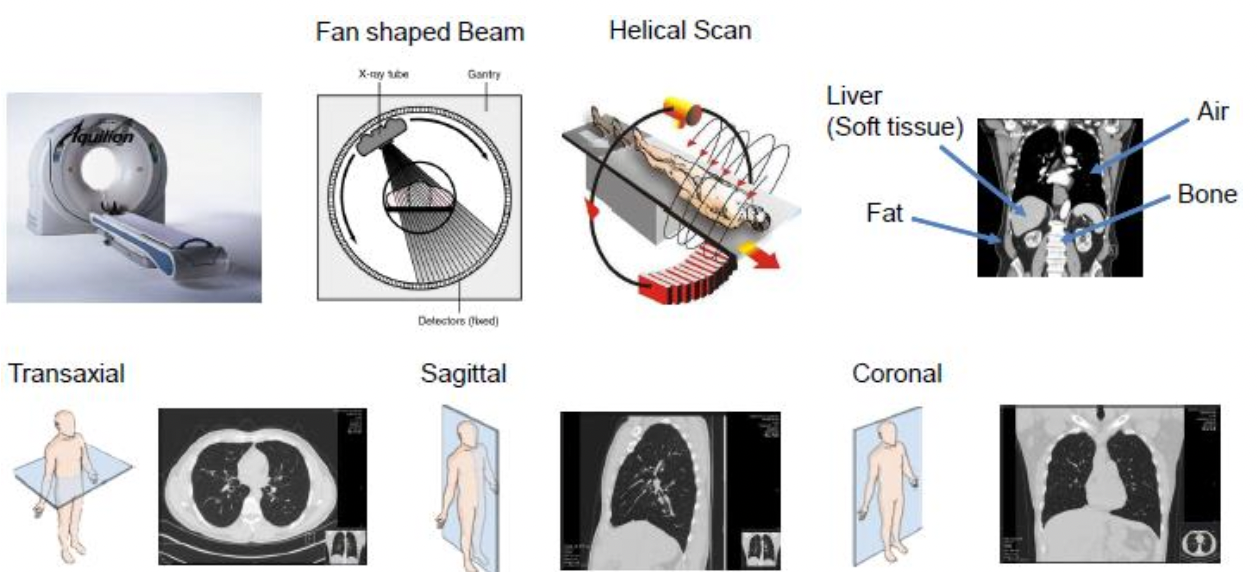 Fan shaped Beam
Helical Scan
X-ray tube
Gantry
Aquilion
Detectors (fixed)
Liver
(Soft tissue)
Air
Fat
Bone
Transaxial
Sagittal
Coronal